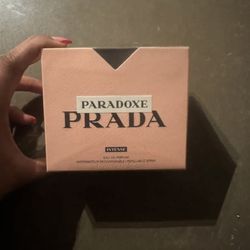 PARADOXE
PRADA
INTENSE
EAU DE PARFUM